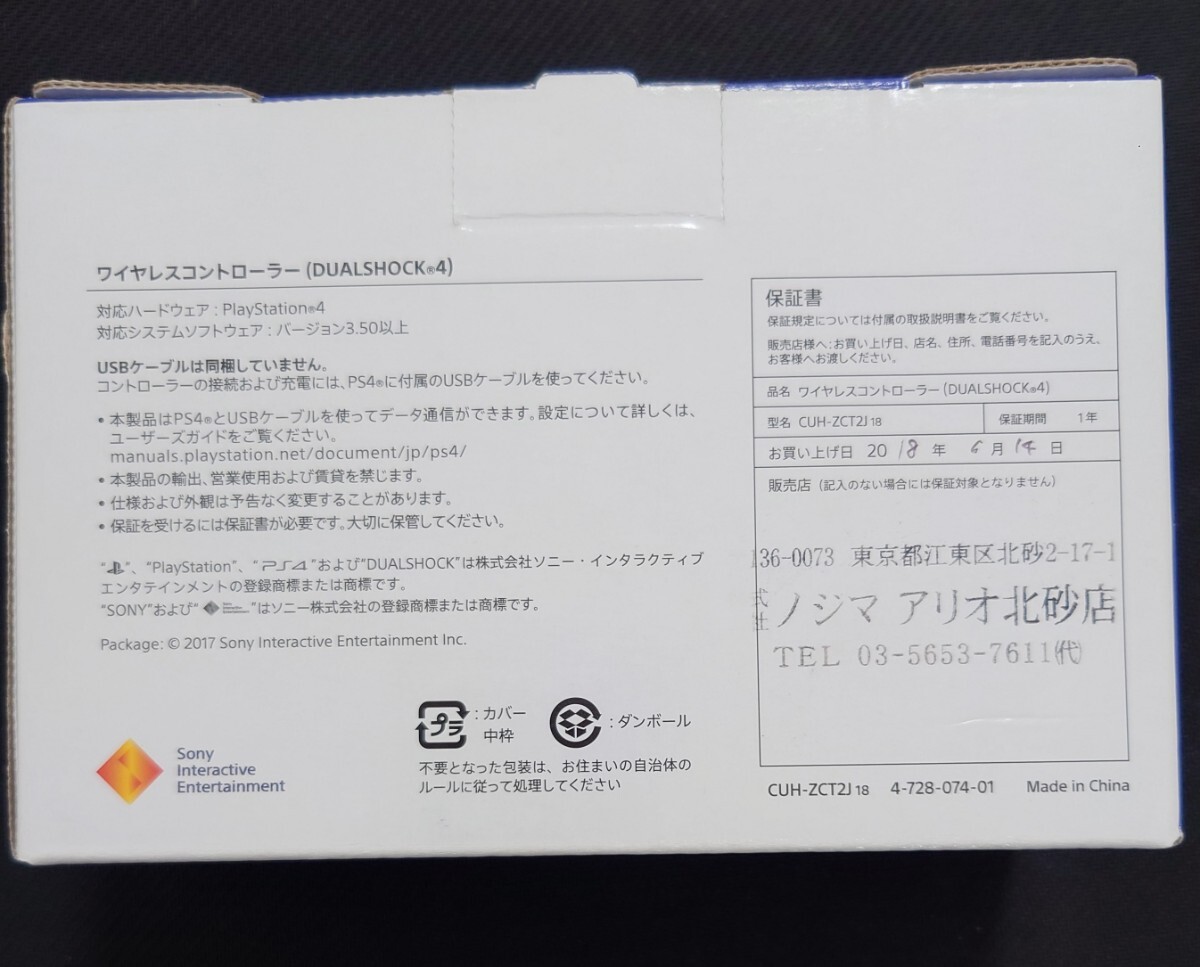 ワイヤレスコントローラー (DUALSHOCK®4)
対応ハードウェア : PlayStation®4
対応システムソフトウェア : バージョン3.50以上
USBケーブルは同梱していません。
コントローラーの接続および充電には、PS4®に付属のUSBケーブルを使ってください。
• 本製品はPS4®とUSBケーブルを使ってデータ通信ができます。設定について詳しくは、
ユーザーズガイドをご覧ください。
manuals.playstation.net/document/jp/ps4/
• 本製品の輸出、営業使用および賃貸を禁じます。
• 仕様および外観は予告なく変更することがあります。
• 保証を受けるには保証書が必要です。大切に保管してください。
“ ”、“PlayStation”、“PS4”および“DUALSHOCK”は株式会社ソニー・インタラクティブ
エンタテインメントの登録商標または商標です。
“SONY”および“ ”はソニー株式会社の登録商標または商標です。
Package: © 2017 Sony Interactive Entertainment Inc.
プラ : カバー
中枠
: ダンボール
不要となった包装は、お住まいの自治体の
ルールに従って処理してください
Sony
Interactive
Entertainment
保証書
保証規定については付属の取扱説明書をご覧ください。
販売店様へ : お買い上げ日、店名、住所、電話番号を記入のうえ、
お客様へお渡しください。
品名 ワイヤレスコントローラー (DUALSHOCK®4)
型名 CUH-ZCT2J 18 保証期間 1年
お買い上げ日 2018年 6月14日
販売店 (記入のない場合には保証対象となりません)
136-0073 東京都江東区北砂2-17-1
式社 ノジマ アリオ北砂店
TEL 03-5653-7611㈹
CUH-ZCT2J 18 4-728-074-01 Made in China